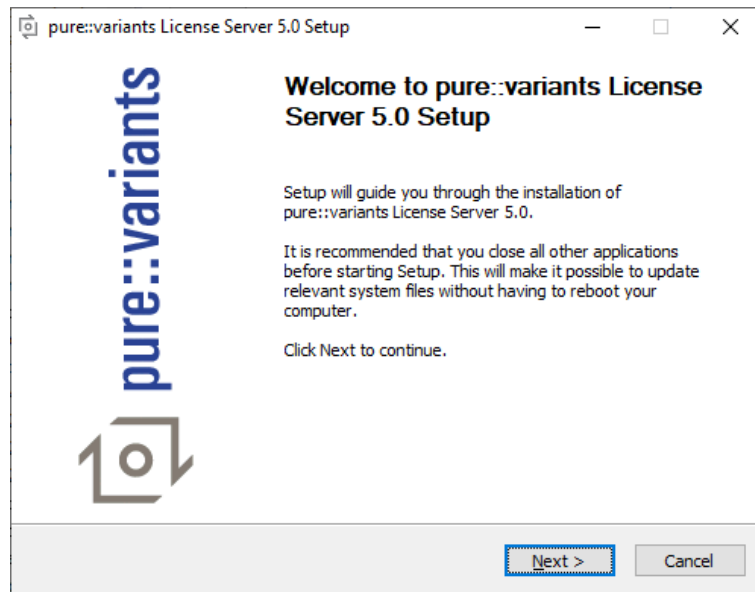 pure::variants License Server 5.0 Setup
pure::variants
Welcome to pure::variants License
Server 5.0 Setup
Setup will guide you through the installation of
pure::variants License Server 5.0.
It is recommended that you close all other applications
before starting Setup. This will make it possible to update
relevant system files without having to reboot your
computer.
Click Next to continue.
Next >
Cancel